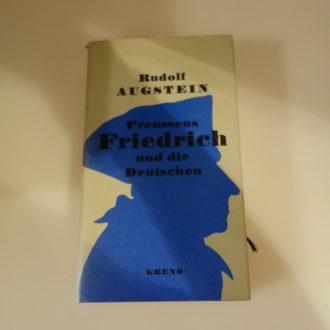 Rudolf
AUGSTEIN
Preussens
Friedrich
und die
Deutschen
GRENO